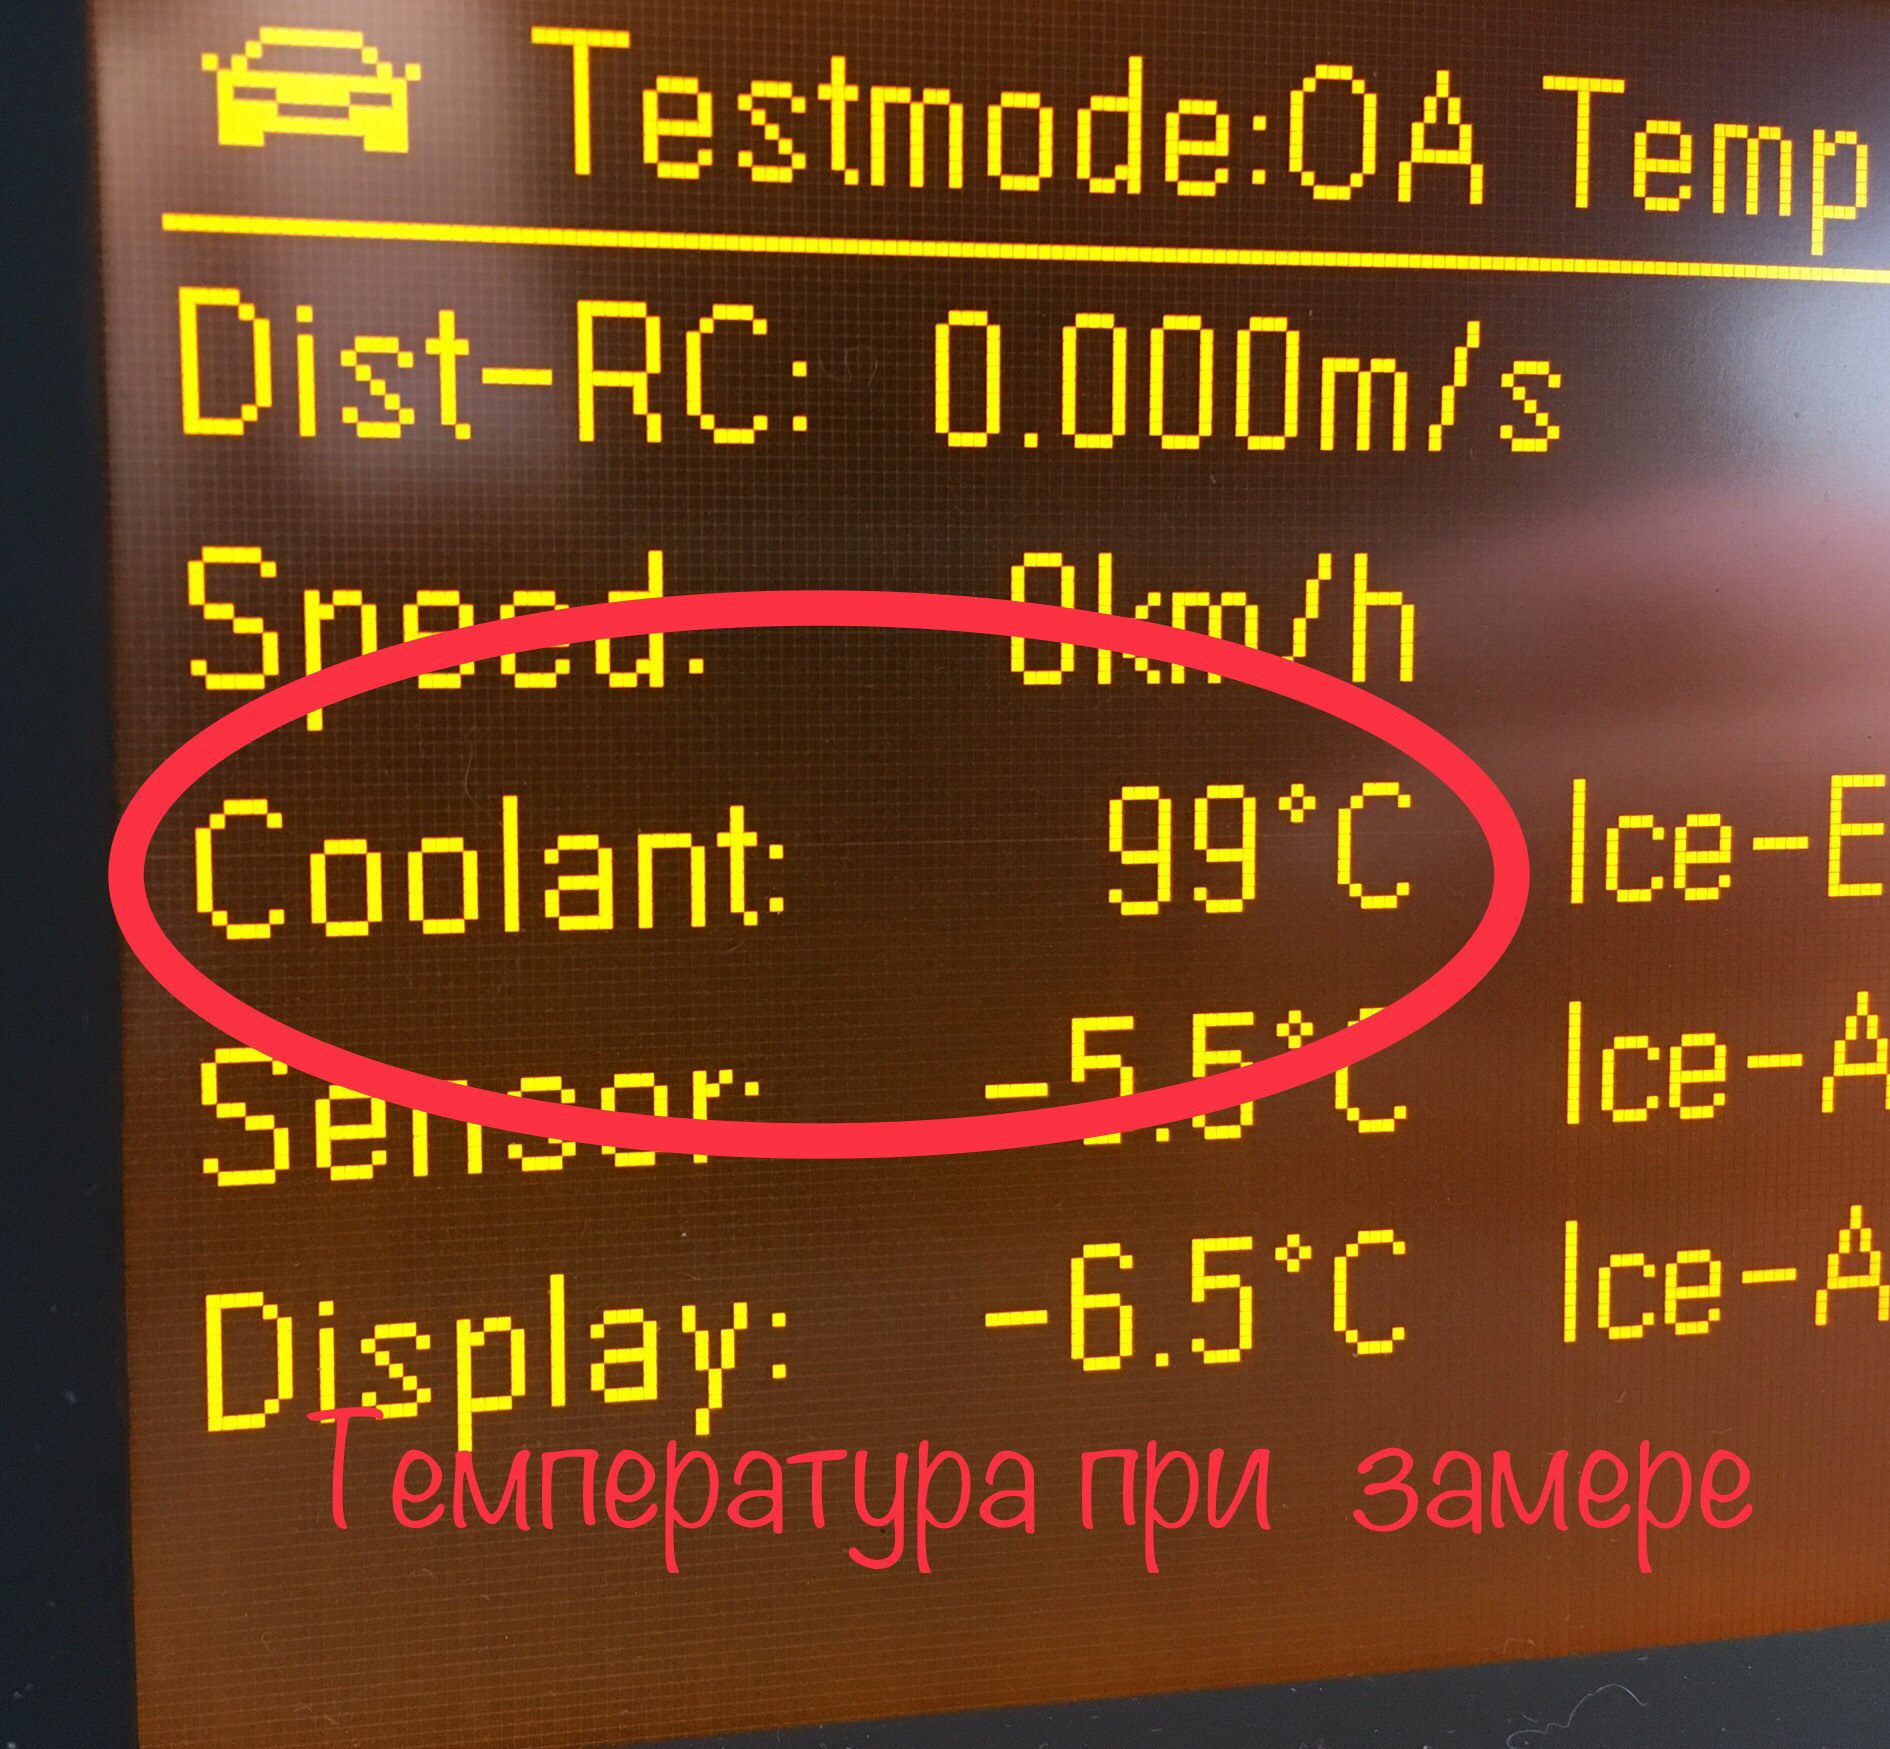 Testmode:OA Temp
Dist-RC: 0.000m/s
Speed: 0km/h
Coolant: 99°C Ice-E
Sensor: -5.5°C Ice-A
Display: -6.5°C Ice-A
Температура при замере